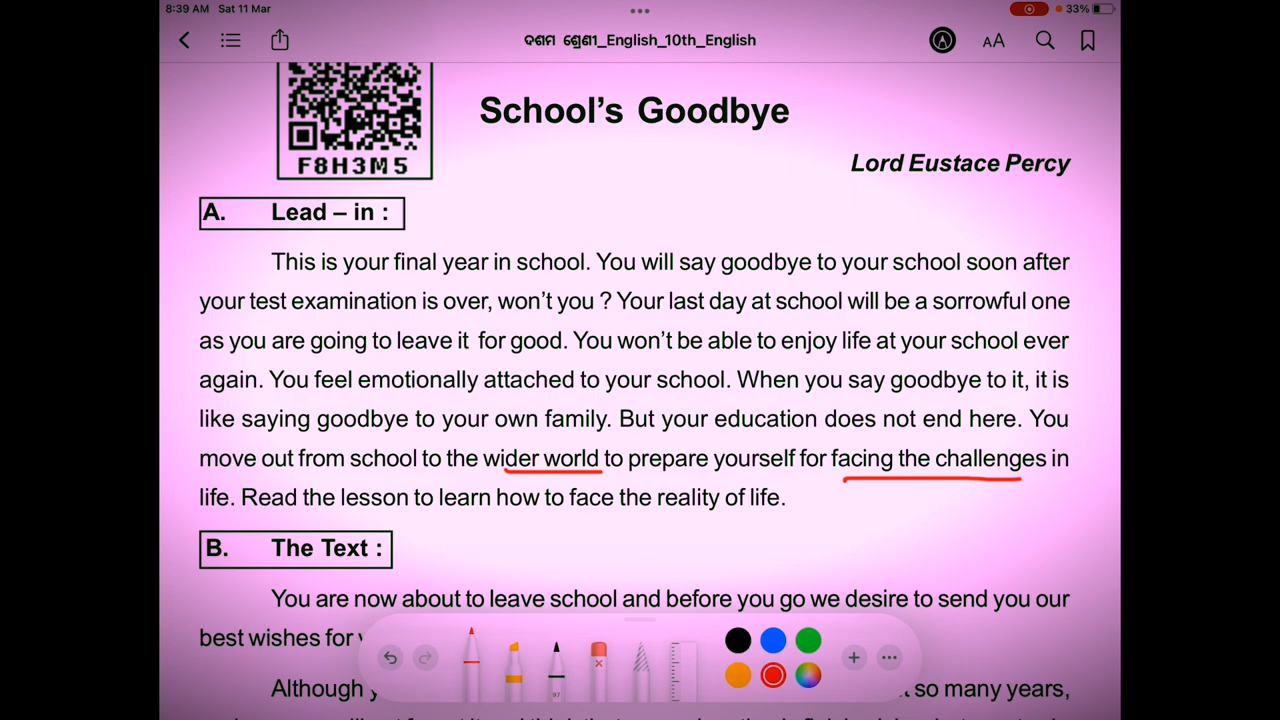 8:39 AM Sat 11 Mar
33%
ଦଶମ ଶ୍ରେଣୀ_English_10th_English
AA
F8H3M5
School's Goodbye
Lord Eustace Percy
A. Lead – in :
This is your final year in school. You will say goodbye to your school soon after
your test examination is over, won't you ? Your last day at school will be a sorrowful one
as you are going to leave it for good. You won't be able to enjoy life at your school ever
again. You feel emotionally attached to your school. When you say goodbye to it, it is
like saying goodbye to your own family. But your education does not end here. You
move out from school to the wider world to prepare yourself for facing the challenges in
life. Read the lesson to learn how to face the reality of life.
B. The Text :
You are now about to leave school and before you go we desire to send you our
best wishes for
Although
so many years,
97